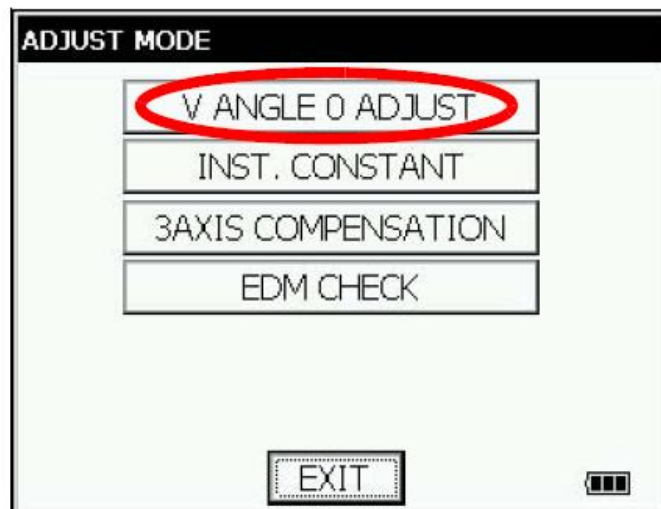 ADJUST MODE
V ANGLE 0 ADJUST
INST. CONSTANT
3AXIS COMPENSATION
EDM CHECK
EXIT